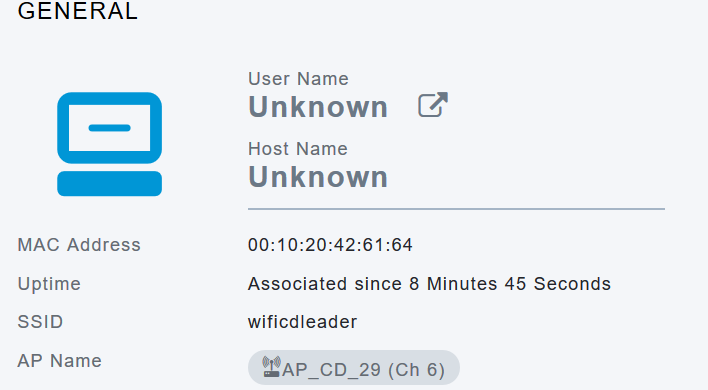 GENERAL
User Name
Unknown
Host Name
Unknown
MAC Address 00:10:20:42:61:64
Uptime Associated since 8 Minutes 45 Seconds
SSID wificdleader
AP Name AP_CD_29 (Ch 6)